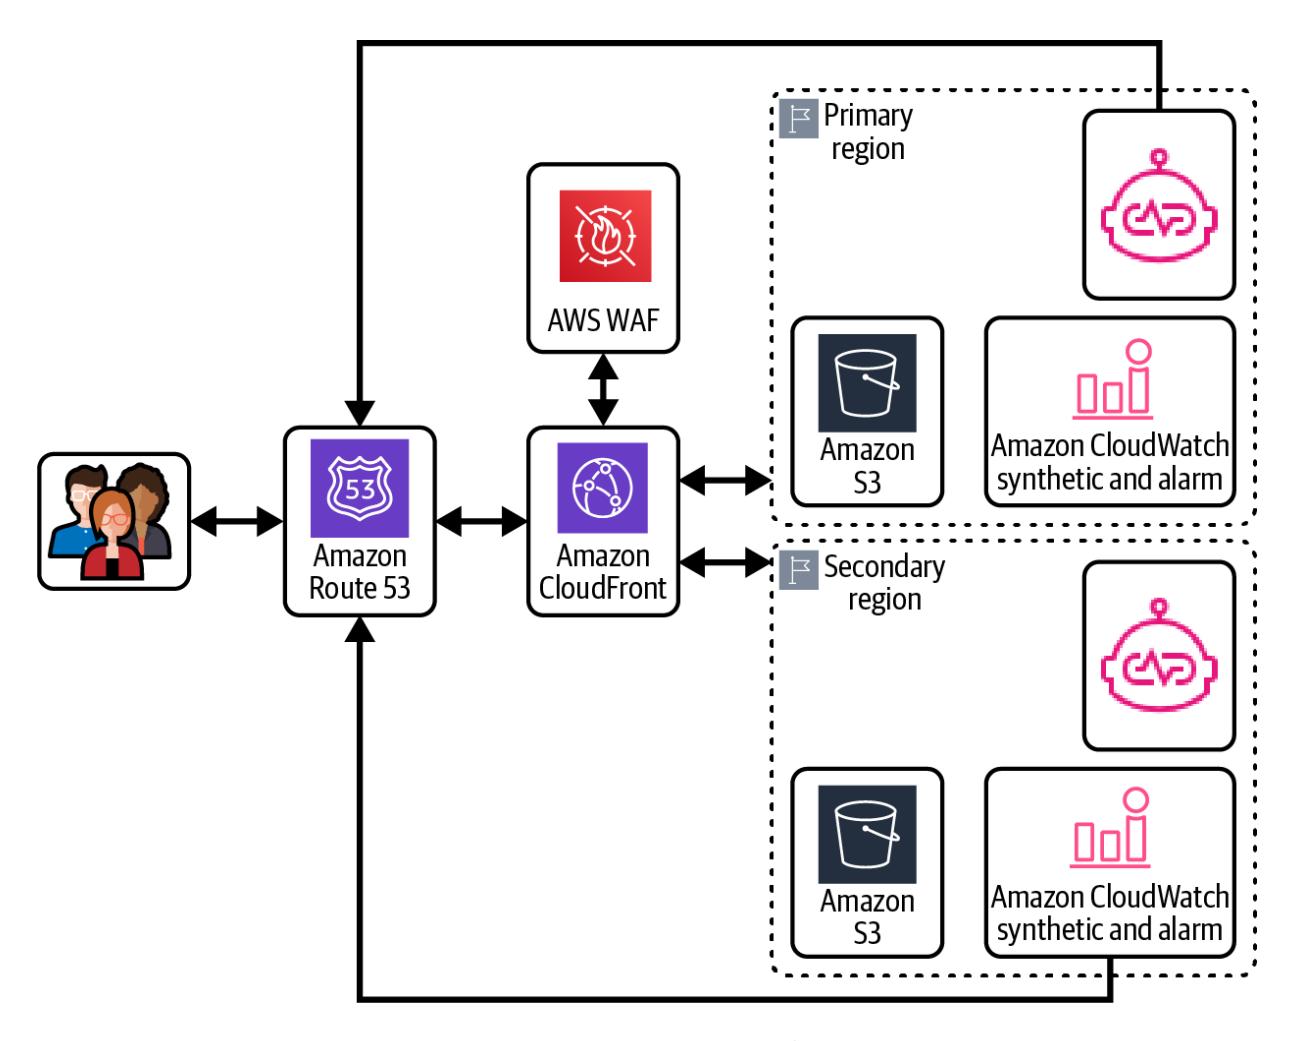 Primary
region
AWS WAF
Amazon
S3
Amazon CloudWatch
synthetic and alarm
53
Amazon
Route 53
Amazon
CloudFront
Secondary
region
Amazon
S3
Amazon CloudWatch
synthetic and alarm